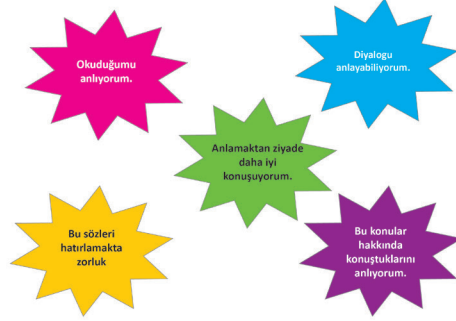 Okuduğumu
anlıyorum.
Diyalogu
anlayabiliyorum.
Anlamaktan ziyade
daha iyi
konuşuyorum.
Bu sözleri
hatırlamakta
zorluk
Bu konular
hakkında
konuştuklarını
anlıyorum.